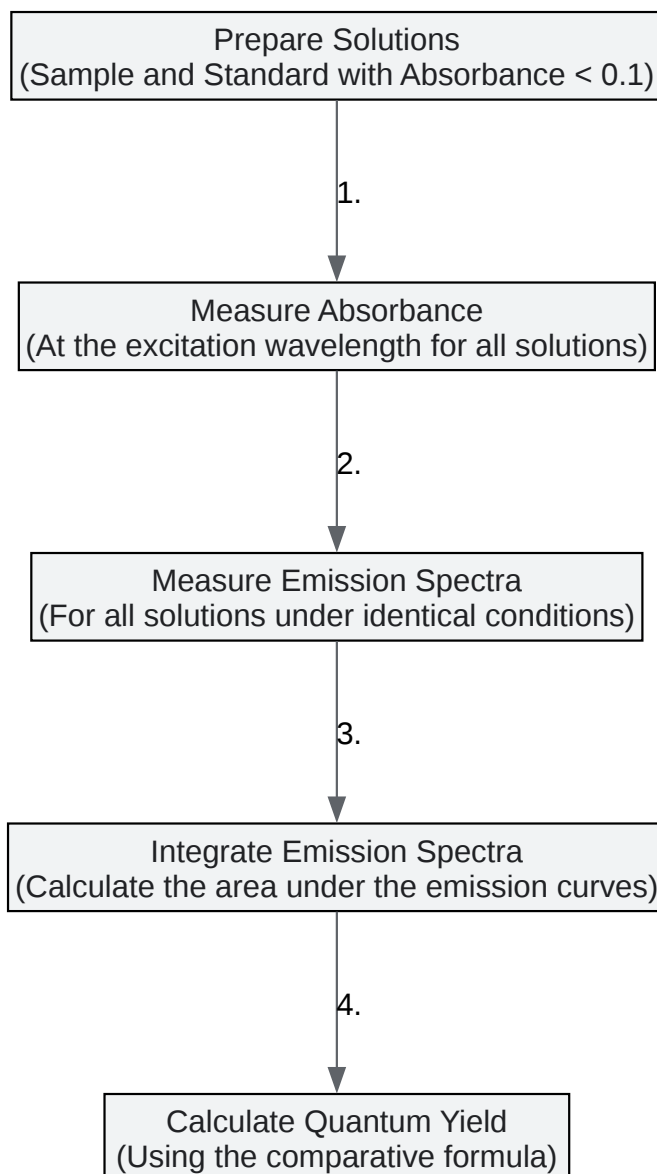 Prepare Solutions
(Sample and Standard with Absorbance < 0.1)
1.
Measure Absorbance
(At the excitation wavelength for all solutions)
2.
Measure Emission Spectra
(For all solutions under identical conditions)
3.
Integrate Emission Spectra
(Calculate the area under the emission curves)
4.
Calculate Quantum Yield
(Using the comparative formula)